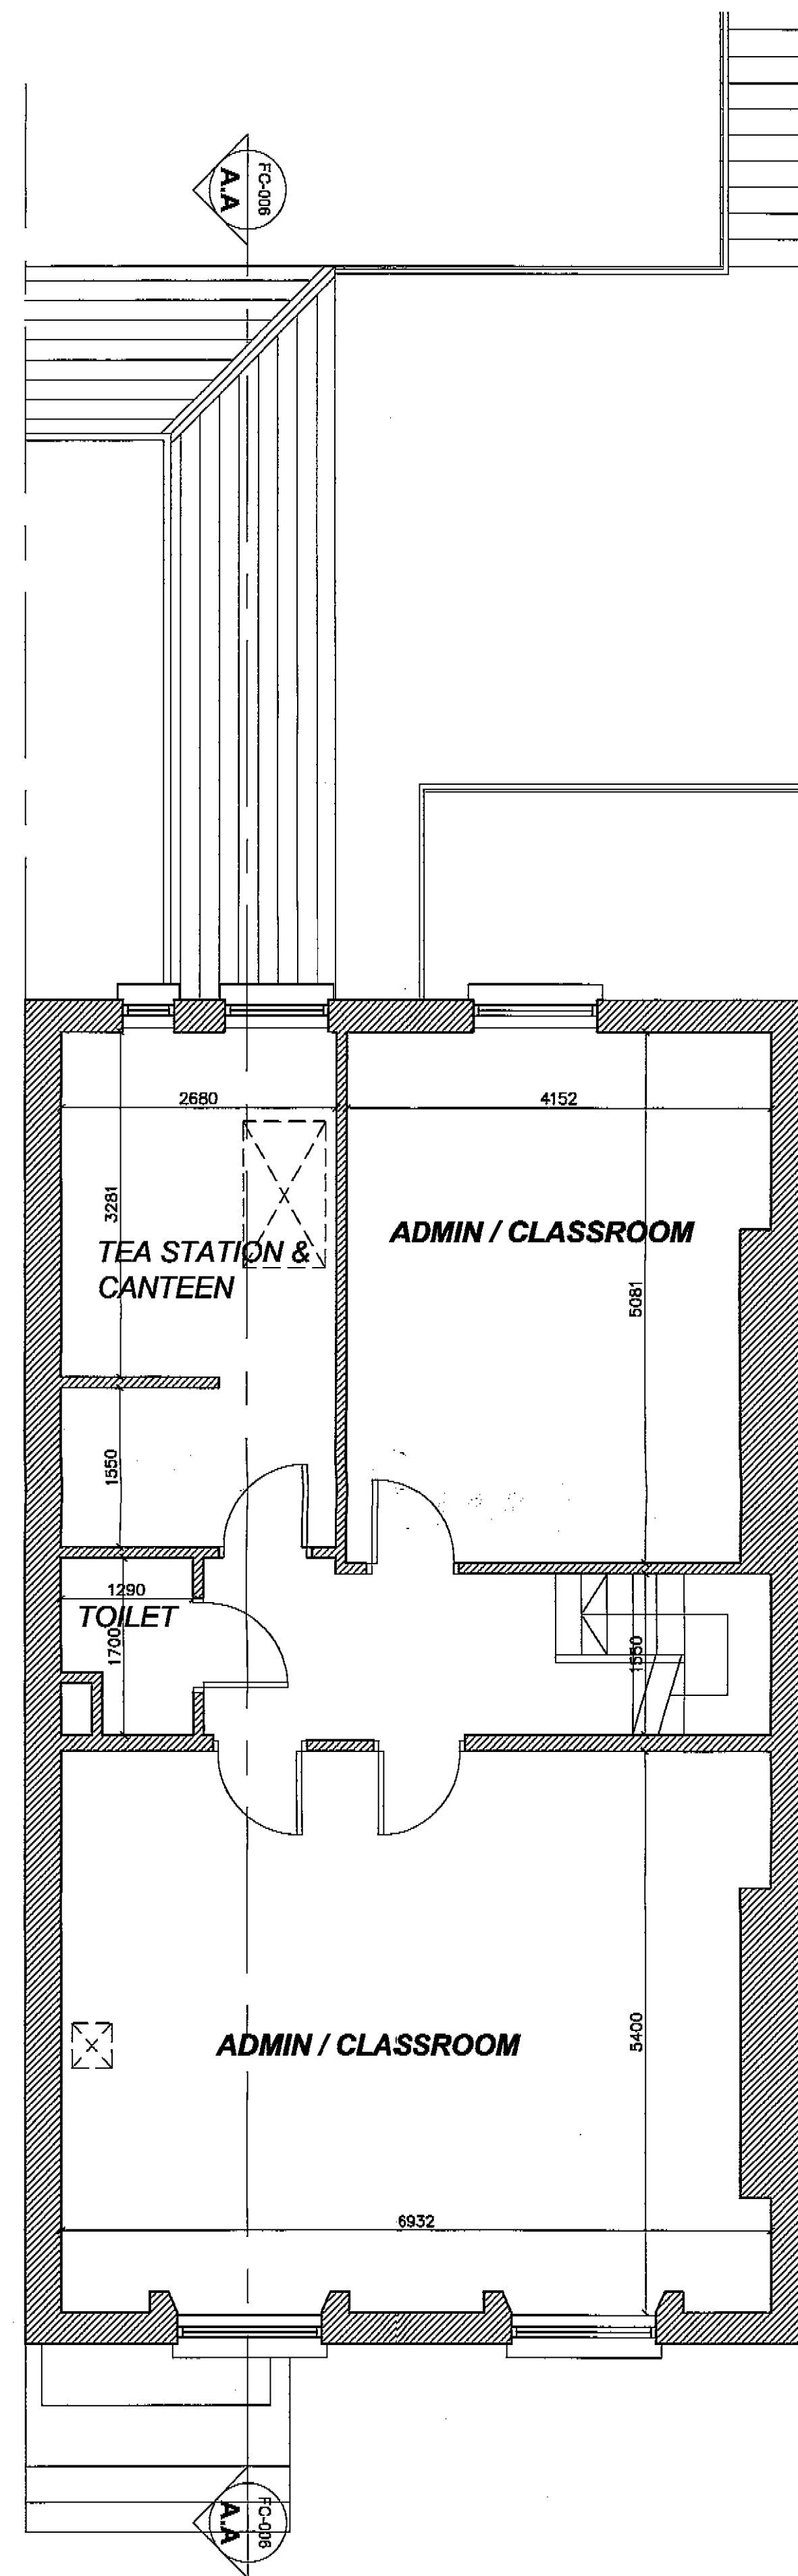 FC-006
A.A
2680
4152
3281
TEA STATION &
CANTEEN
ADMIN / CLASSROOM
5081
1550
1290
TOILET
1700
1550
ADMIN / CLASSROOM
5400
6932
FC-006
A.A